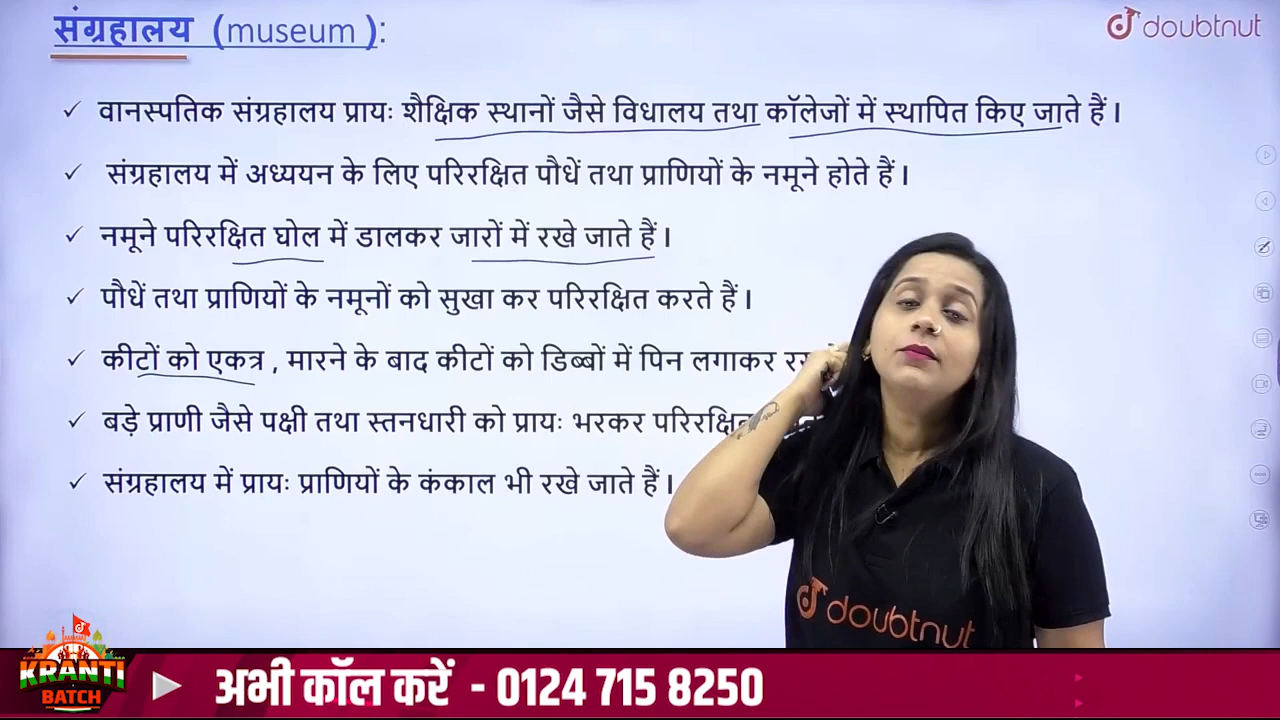 संग्रहालय (museum ):
doubtnut
✓ वानस्पतिक संग्रहालय प्रायः शैक्षिक स्थानों जैसे विधालय तथा कॉलेजों में स्थापित किए जाते हैं ।
✓ संग्रहालय में अध्ययन के लिए परिरक्षित पौधें तथा प्राणियों के नमूने होते हैं ।
✓ नमूने परिरक्षित घोल में डालकर जारों में रखे जाते हैं ।
✓ पौधें तथा प्राणियों के नमूनों को सुखा कर परिरक्षित करते हैं ।
✓ कीटों को एकत्र , मारने के बाद कीटों को डिब्बों में पिन लगाकर
✓ बड़े प्राणी जैसे पक्षी तथा स्तनधारी को प्रायः भरकर परिरक्षित
✓ संग्रहालय में प्रायः प्राणियों के कंकाल भी रखे जाते हैं ।
doubtnut
KRANTI
BATCH
अभी कॉल करें - 0124 715 8250